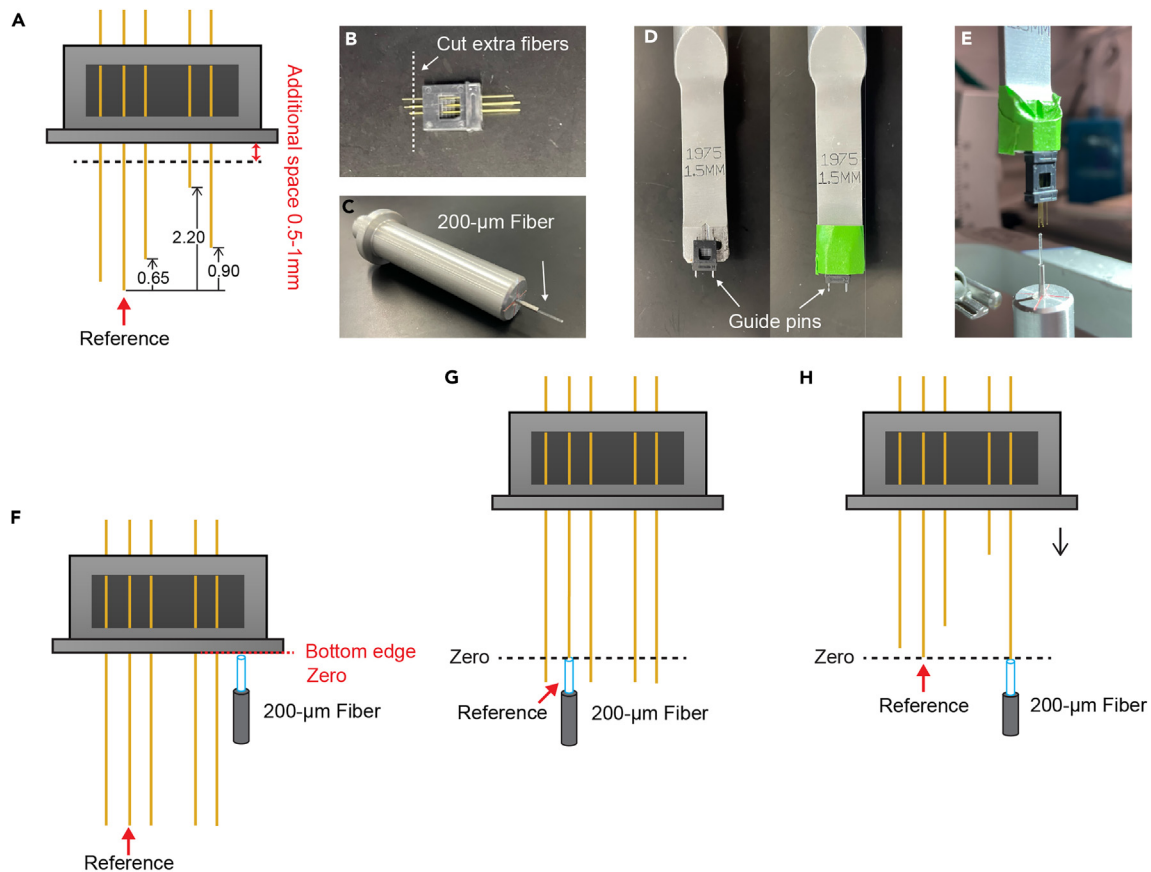 A
Additional space 0.5-1mm
2.20
0.65
0.90
Reference
B
Cut extra fibers
C
200-µm Fiber
D
1975
1.5MM
1975
1.5MM
Guide pins
E
1.5MM
F
Bottom edge
Zero
200-µm Fiber
Reference
G
Zero
Reference
200-µm Fiber
H
Zero
Reference
200-µm Fiber